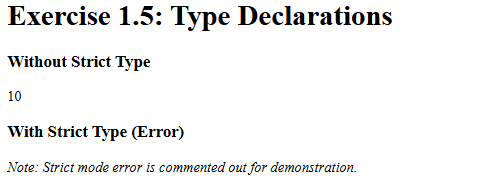 Exercise 1.5: Type Declarations
Without Strict Type
10
With Strict Type (Error)
Note: Strict mode error is commented out for demonstration.